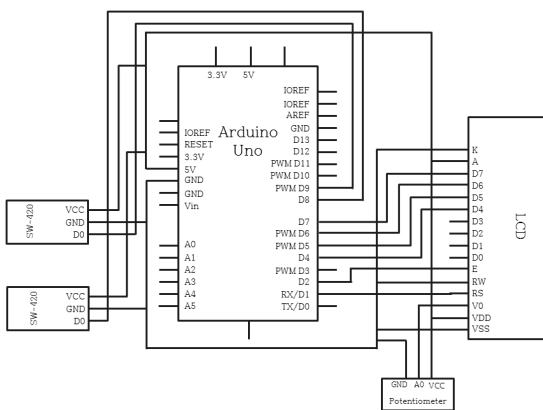 3.3V 5V
Arduino
Uno
IOREF
RESET
3.3V
5V
GND
GND
Vin
A0
A1
A2
A3
A4
A5
IOREF
IOREF
AREF
GND
D13
D12
PWM D11
PWM D10
PWM D9
D8
D7
PWM D6
PWM D5
D4
PWM D3
D2
RX/D1
TX/D0
SW-420
VCC
GND
D0
SW-420
VCC
GND
D0
LCD
K
A
D7
D6
D5
D4
D3
D2
D1
D0
E
RW
RS
V0
VDD
VSS
GND A0 VCC
Potentiometer